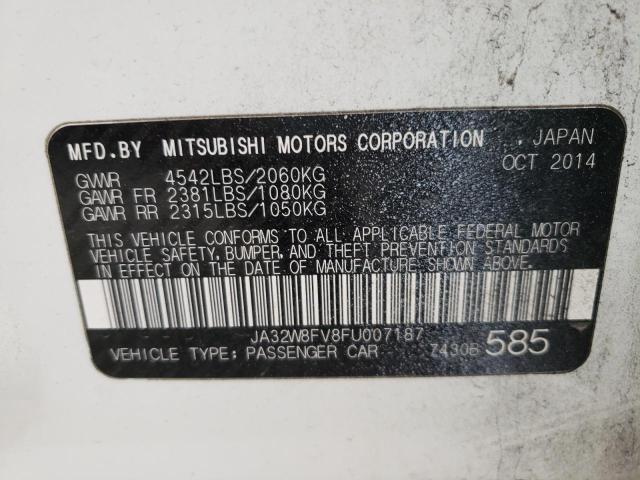 MFD.BY MITSUBISHI MOTORS CORPORATION , JAPAN
OCT 2014
GVWR 4542LBS/2060KG
GAWR FR 2381LBS/1080KG
GAWR RR 2315LBS/1050KG
THIS VEHICLE CONFORMS TO ALL APPLICABLE FEDERAL MOTOR
VEHICLE SAFETY, BUMPER, AND THEFT PREVENTION STANDARDS
IN EFFECT ON THE DATE OF MANUFACTURE SHOWN ABOVE.
JA32W8FV8FU007187
VEHICLE TYPE: PASSENGER CAR 74306 585